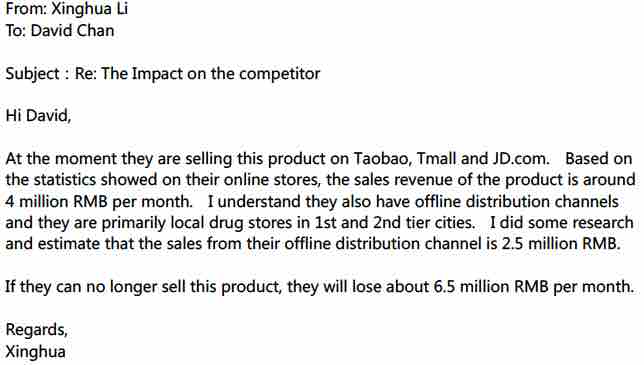 From: Xinghua Li
To: David Chan
Subject : Re: The Impact on the competitor
Hi David,
At the moment they are selling this product on Taobao, Tmall and JD.com. Based on
the statistics showed on their online stores, the sales revenue of the product is around
4 million RMB per month. I understand they also have offline distribution channels
and they are primarily local drug stores in 1st and 2nd tier cities. I did some research
and estimate that the sales from their offline distribution channel is 2.5 million RMB.
If they can no longer sell this product, they will lose about 6.5 million RMB per month.
Regards,
Xinghua